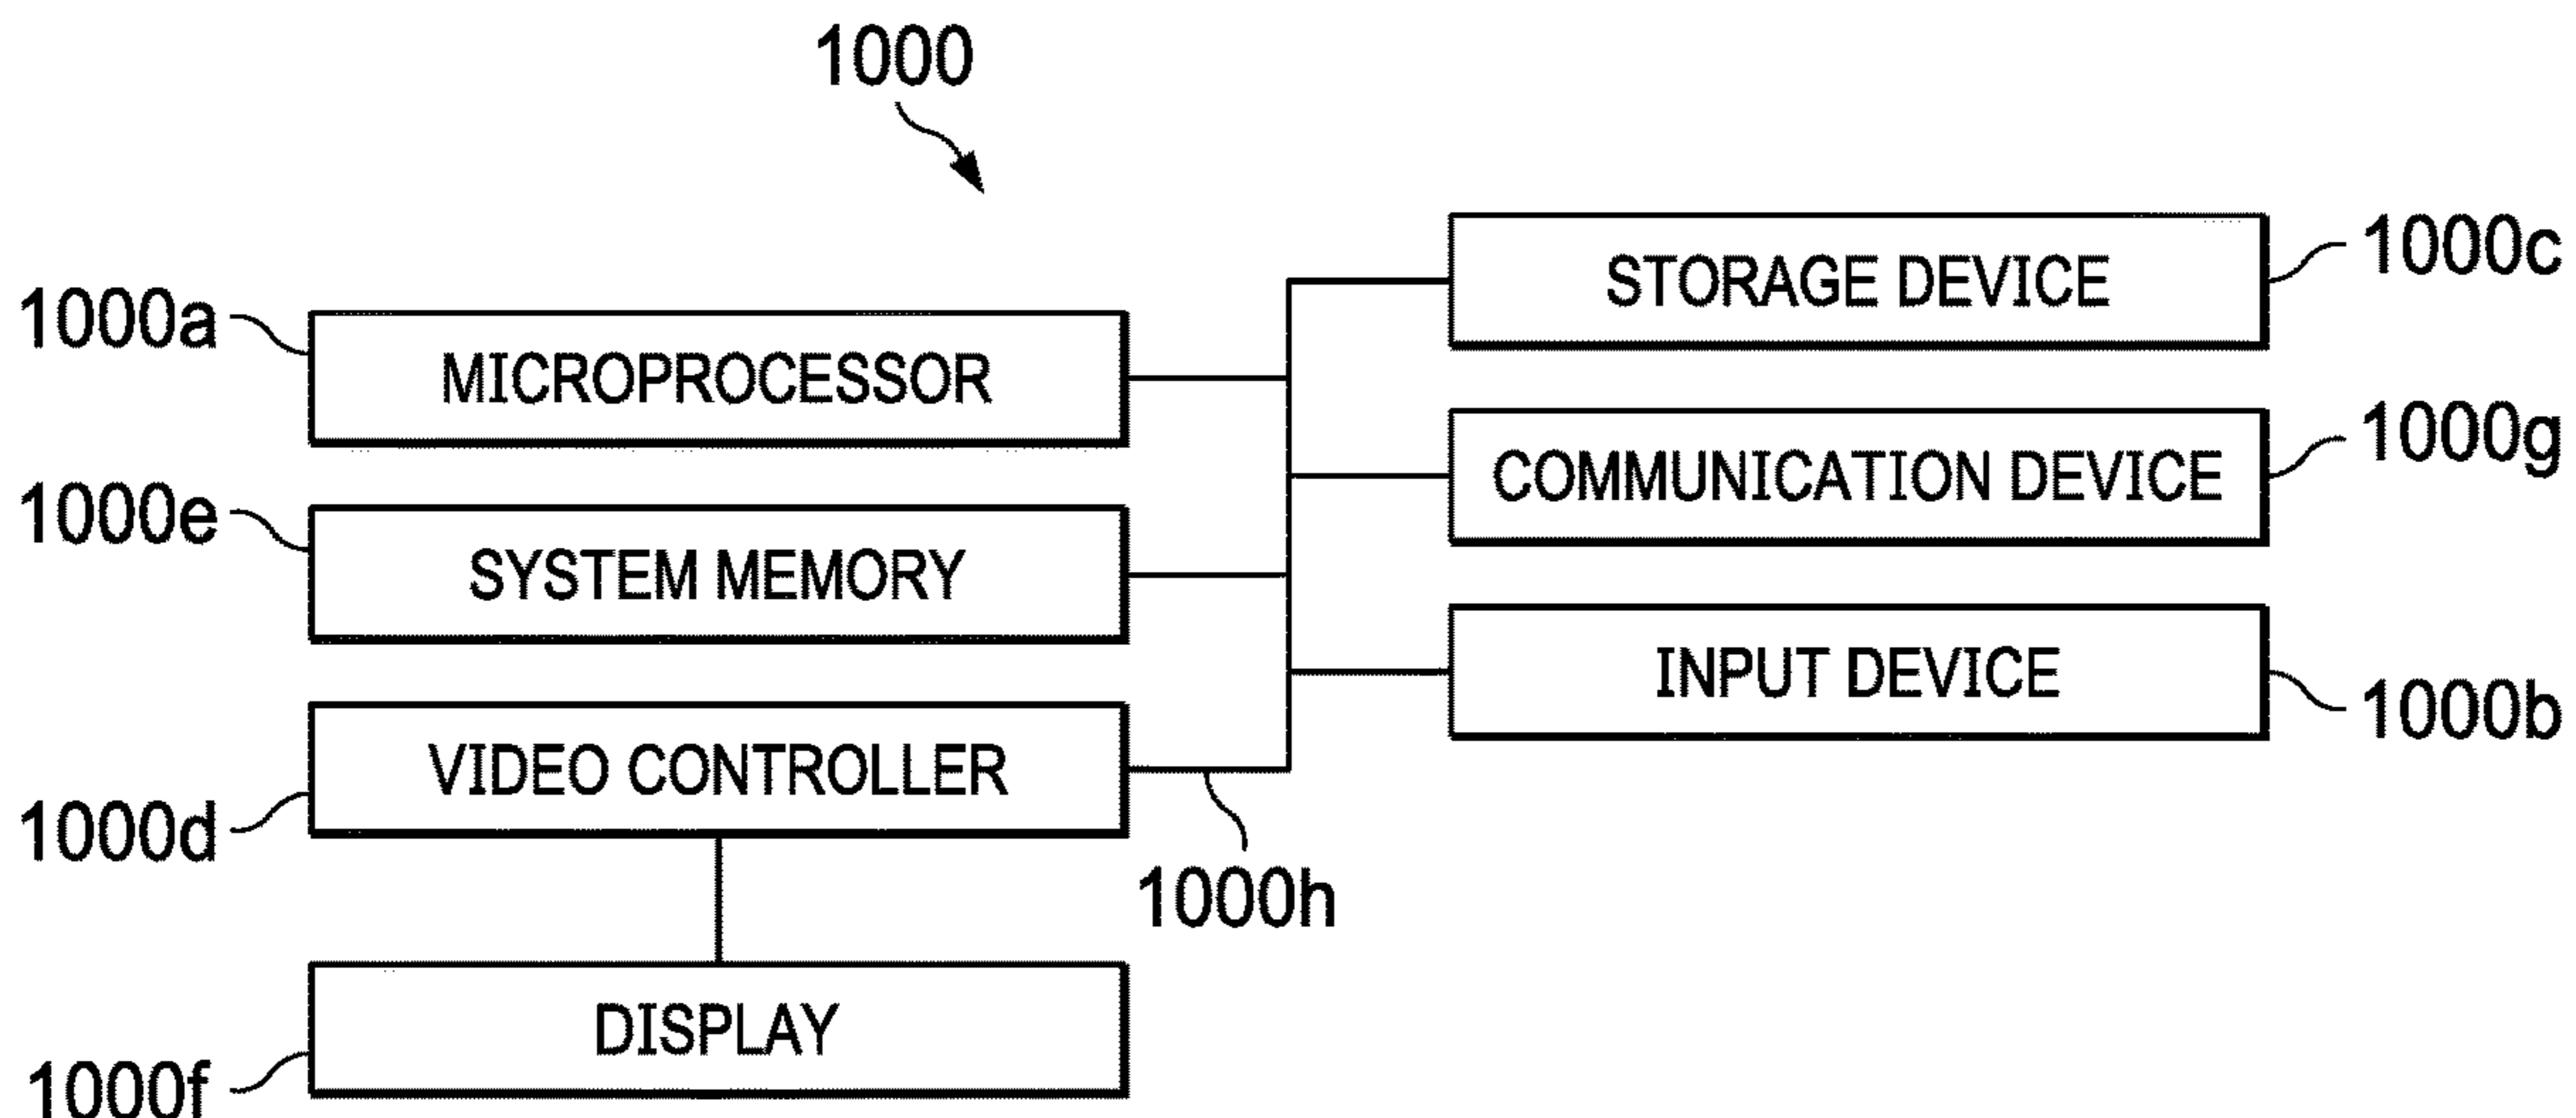 1000
STORAGE DEVICE
1000c
1000a
MICROPROCESSOR
COMMUNICATION DEVICE
1000g
1000e
SYSTEM MEMORY
INPUT DEVICE
1000b
VIDEO CONTROLLER
1000d
1000h
DISPLAY
1000f